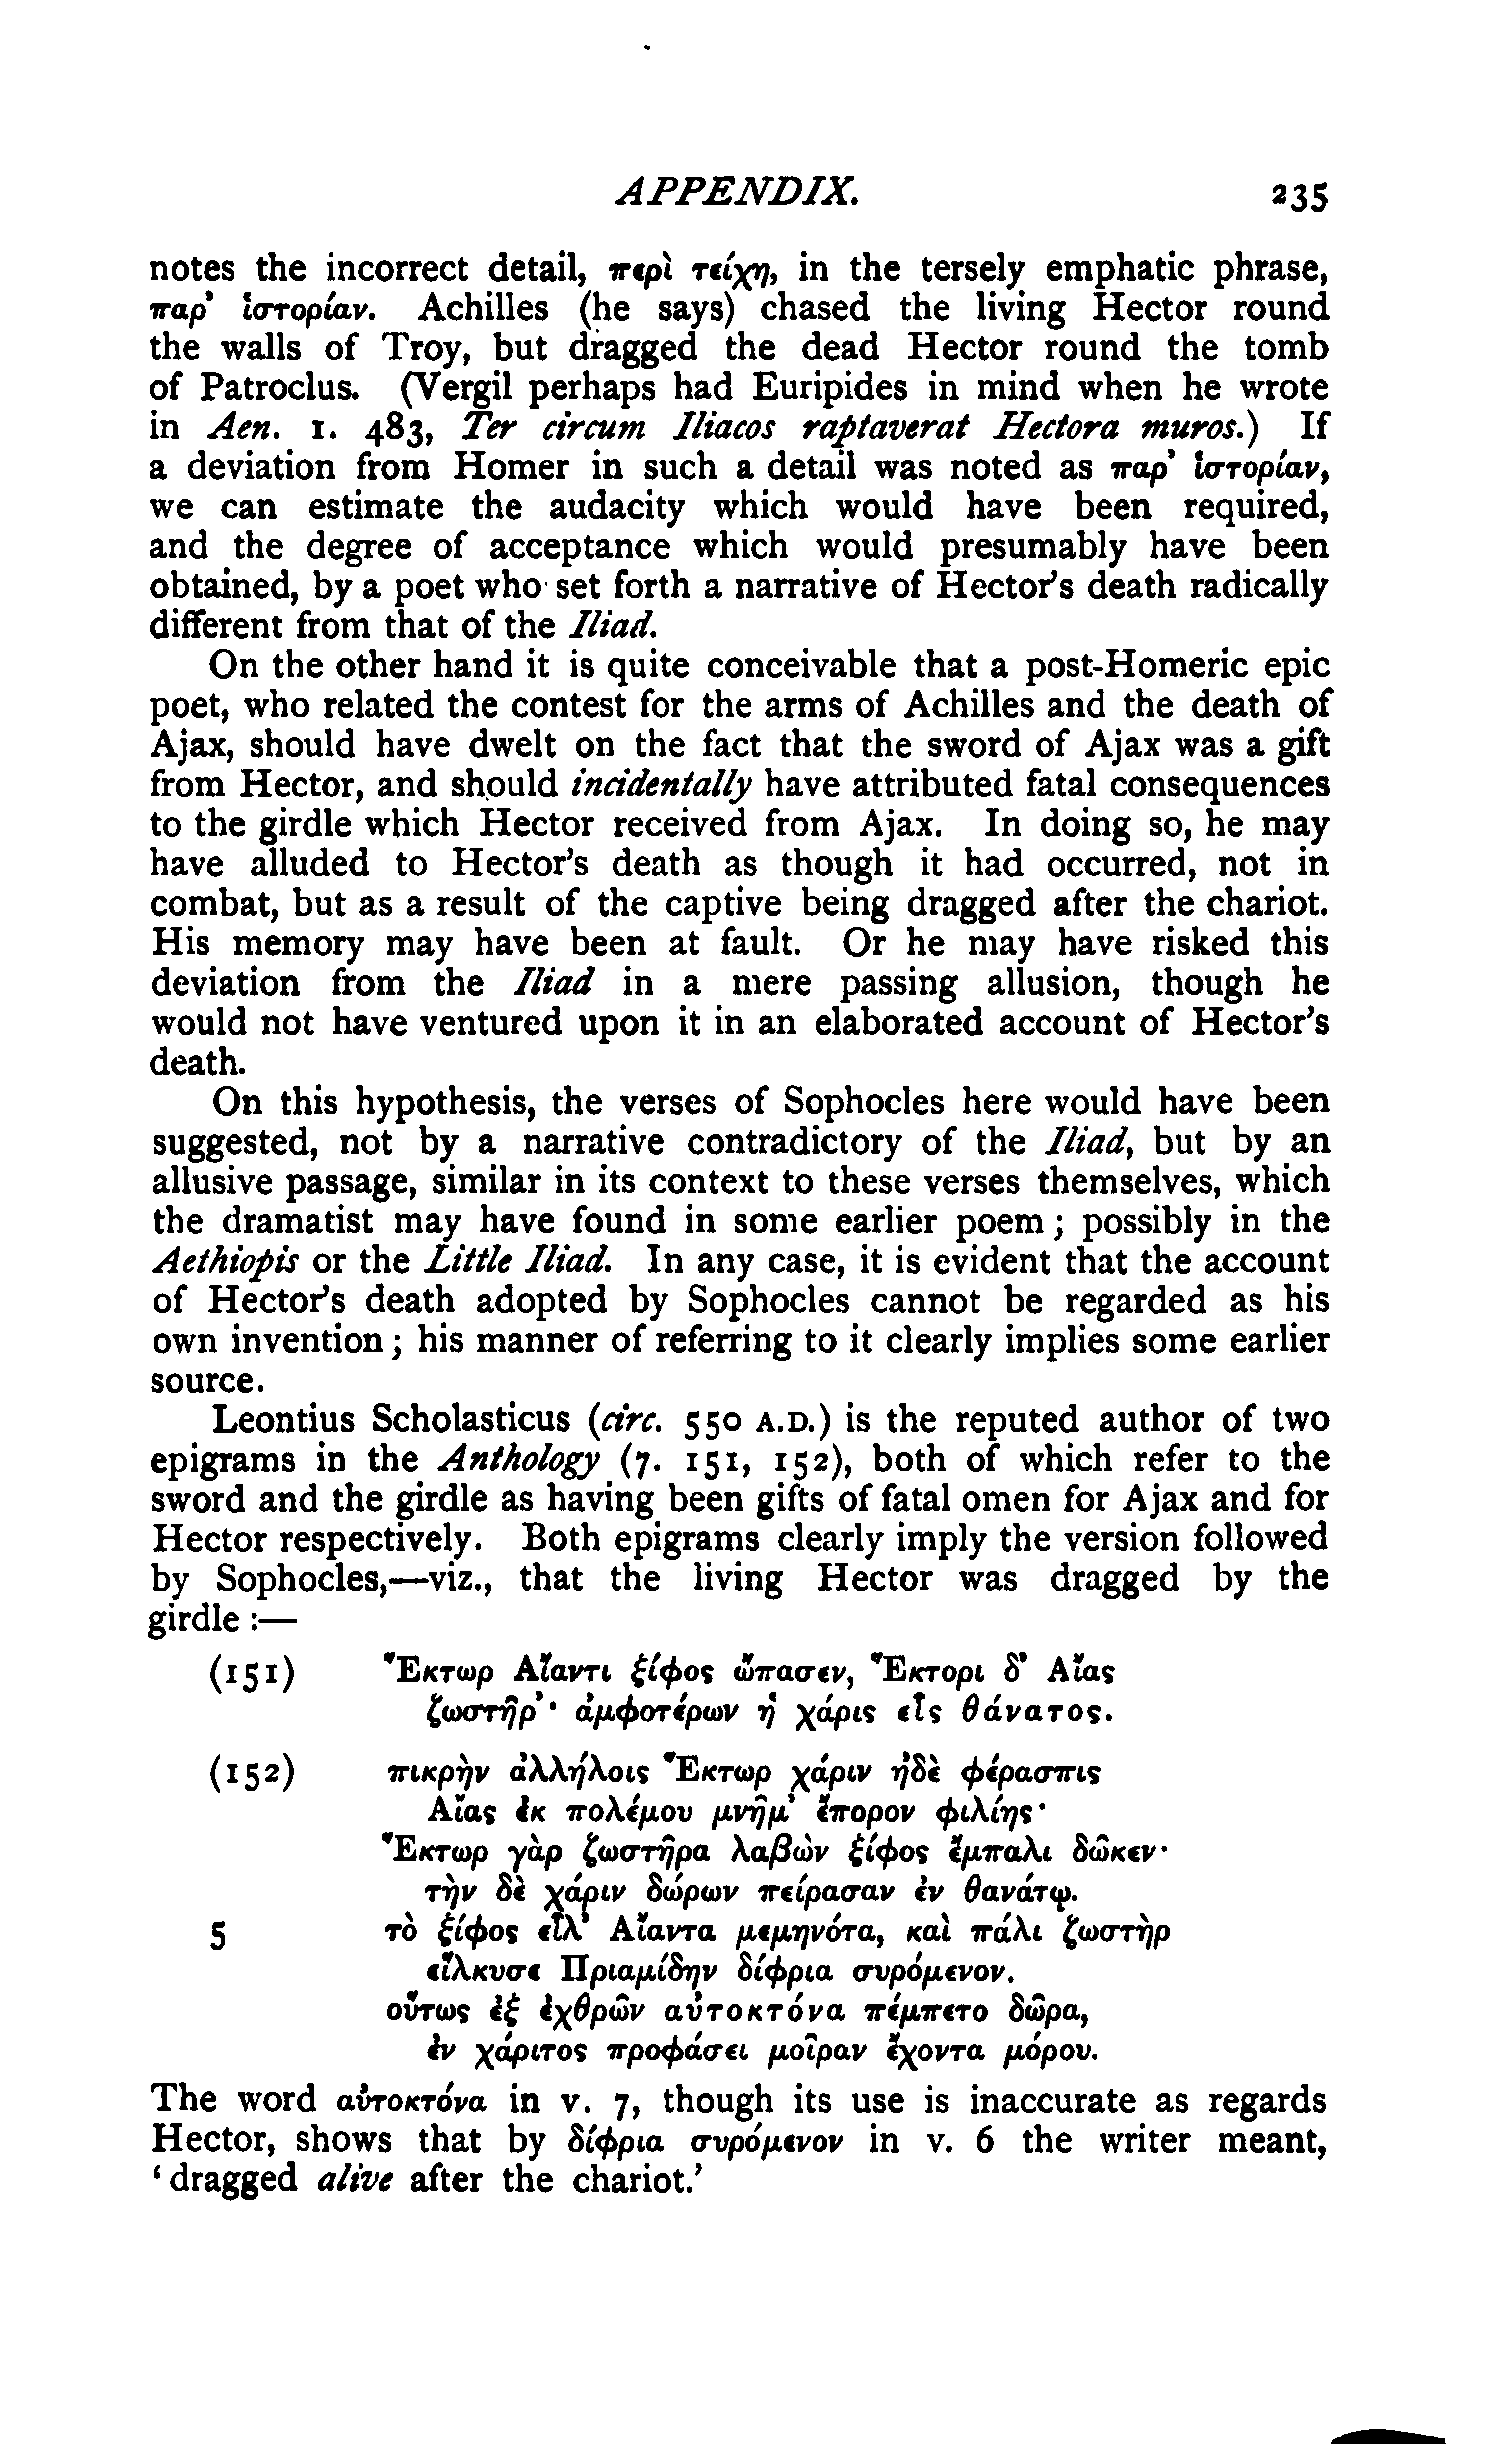 APPENDIX. 235
notes the incorrect detail, περὶ τείχη, in the tersely emphatic phrase,
παρ’ ἱστορίαν. Achilles (he says) chased the living Hector round
the walls of Troy, but dragged the dead Hector round the tomb
of Patroclus. (Vergil perhaps had Euripides in mind when he wrote
in Aen. 1. 483, Ter circum Iliacos raptaverat Hectora muros.) If
a deviation from Homer in such a detail was noted as παρ’ ἱστορίαν,
we can estimate the audacity which would have been required,
and the degree of acceptance which would presumably have been
obtained, by a poet who set forth a narrative of Hector’s death radically
different from that of the Iliad.
On the other hand it is quite conceivable that a post-Homeric epic
poet, who related the contest for the arms of Achilles and the death of
Ajax, should have dwelt on the fact that the sword of Ajax was a gift
from Hector, and should incidentally have attributed fatal consequences
to the girdle which Hector received from Ajax. In doing so, he may
have alluded to Hector’s death as though it had occurred, not in
combat, but as a result of the captive being dragged after the chariot.
His memory may have been at fault. Or he may have risked this
deviation from the Iliad in a mere passing allusion, though he
would not have ventured upon it in an elaborated account of Hector’s
death.
On this hypothesis, the verses of Sophocles here would have been
suggested, not by a narrative contradictory of the Iliad, but by an
allusive passage, similar in its context to these verses themselves, which
the dramatist may have found in some earlier poem; possibly in the
Aethiopis or the Little Iliad. In any case, it is evident that the account
of Hector’s death adopted by Sophocles cannot be regarded as his
own invention; his manner of referring to it clearly implies some earlier
source.
Leontius Scholasticus (circ. 550 A.D.) is the reputed author of two
epigrams in the Anthology (7. 151, 152), both of which refer to the
sword and the girdle as having been gifts of fatal omen for Ajax and for
Hector respectively. Both epigrams clearly imply the version followed
by Sophocles,—viz., that the living Hector was dragged by the
girdle:—
(151) Ἕκτωρ Αἴαντι ξίφος ὤπασεν, Ἕκτορι δ’ Αἴας
ζωστῆρ’· ἀμφοτέρων ἡ χάρις εἷς θάνατος.
(152) πικρὴν ἀλλήλοις Ἕκτωρ χάριν ἠδὲ φέρασπις
Αἴας ἐκ πολέμου μνῆμ’ ἔπορον φιλίης·
Ἕκτωρ γὰρ ζωστῆρα λαβὼν ξίφος ἔμπαλι δῶκεν·
τὴν δὲ χάριν δώρων πείρασαν ἐν θανάτῳ.
5 τὸ ξίφος εἷλ’ Αἴαντα μεμηνότα, καὶ πάλι ζωστὴρ
εἵλκυσε Πριαμίδην δίφρια συρόμενον.
οὕτως ἐξ ἐχθρῶν αὐτοκτόνα πέμπετο δῶρα,
ἐν χάριτος προφάσει μοῖραν ἔχοντα μόρου.
The word αὐτοκτόνα in v. 7, though its use is inaccurate as regards
Hector, shows that by δίφρια συρόμενον in v. 6 the writer meant,
‘dragged alive after the chariot.’